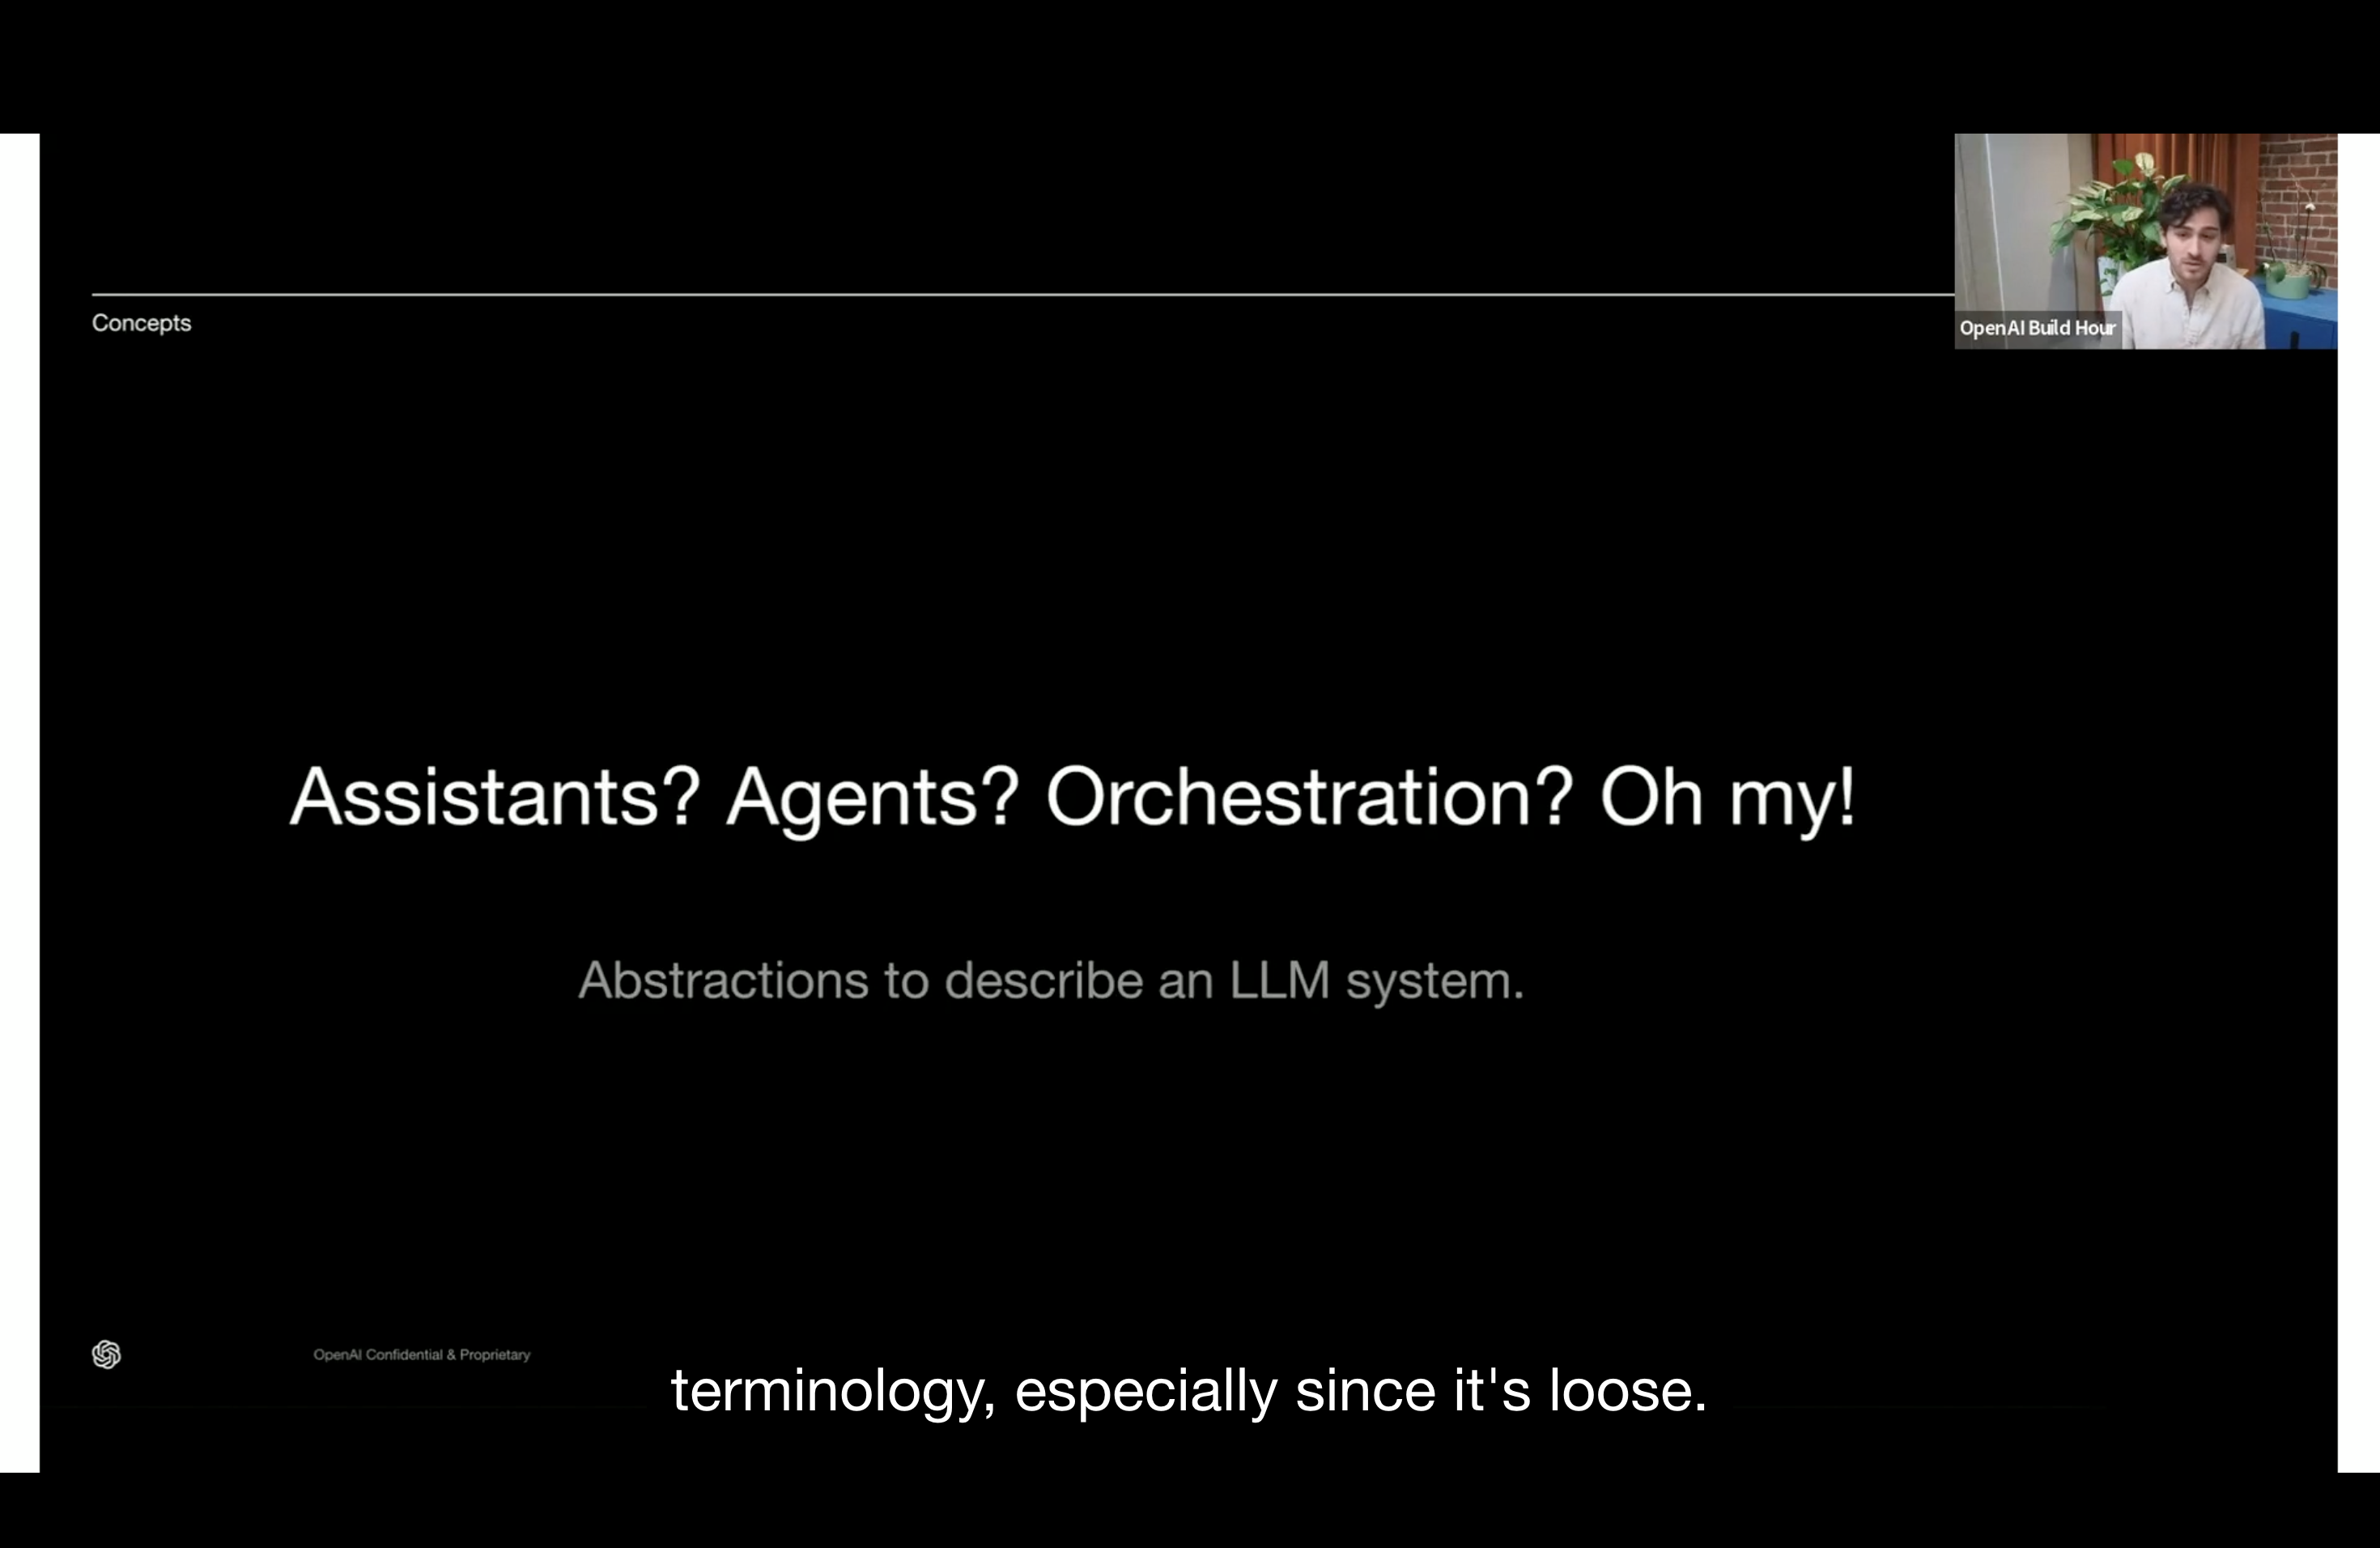 Concepts
OpenAI Build Hour
Assistants? Agents? Orchestration? Oh my!
Abstractions to describe an LLM system.
OpenAI Confidential & Proprietary
terminology, especially since it's loose.